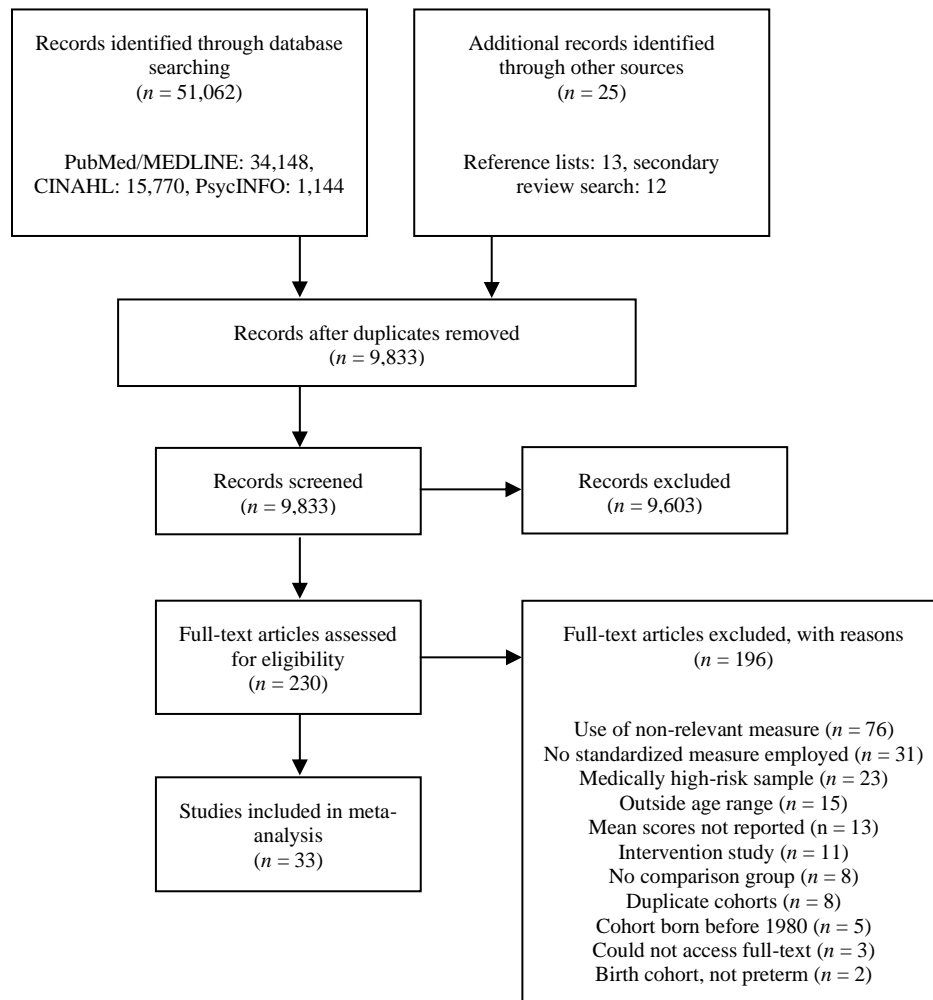 Records identified through database
searching
(n = 51,062)
PubMed/MEDLINE: 34,148,
CINAHL: 15,770, PsycINFO: 1,144
Additional records identified
through other sources
(n = 25)
Reference lists: 13, secondary
review search: 12
Records after duplicates removed
(n = 9,833)
Records screened
(n = 9,833)
Records excluded
(n = 9,603)
Full-text articles assessed
for eligibility
(n = 230)
Full-text articles excluded, with reasons
(n = 196)
Use of non-relevant measure (n = 76)
No standardized measure employed (n = 31)
Medically high-risk sample (n = 23)
Outside age range (n = 15)
Mean scores not reported (n = 13)
Intervention study (n = 11)
No comparison group (n = 8)
Duplicate cohorts (n = 8)
Cohort born before 1980 (n = 5)
Could not access full-text (n = 3)
Birth cohort, not preterm (n = 2)
Studies included in meta-
analysis
(n = 33)